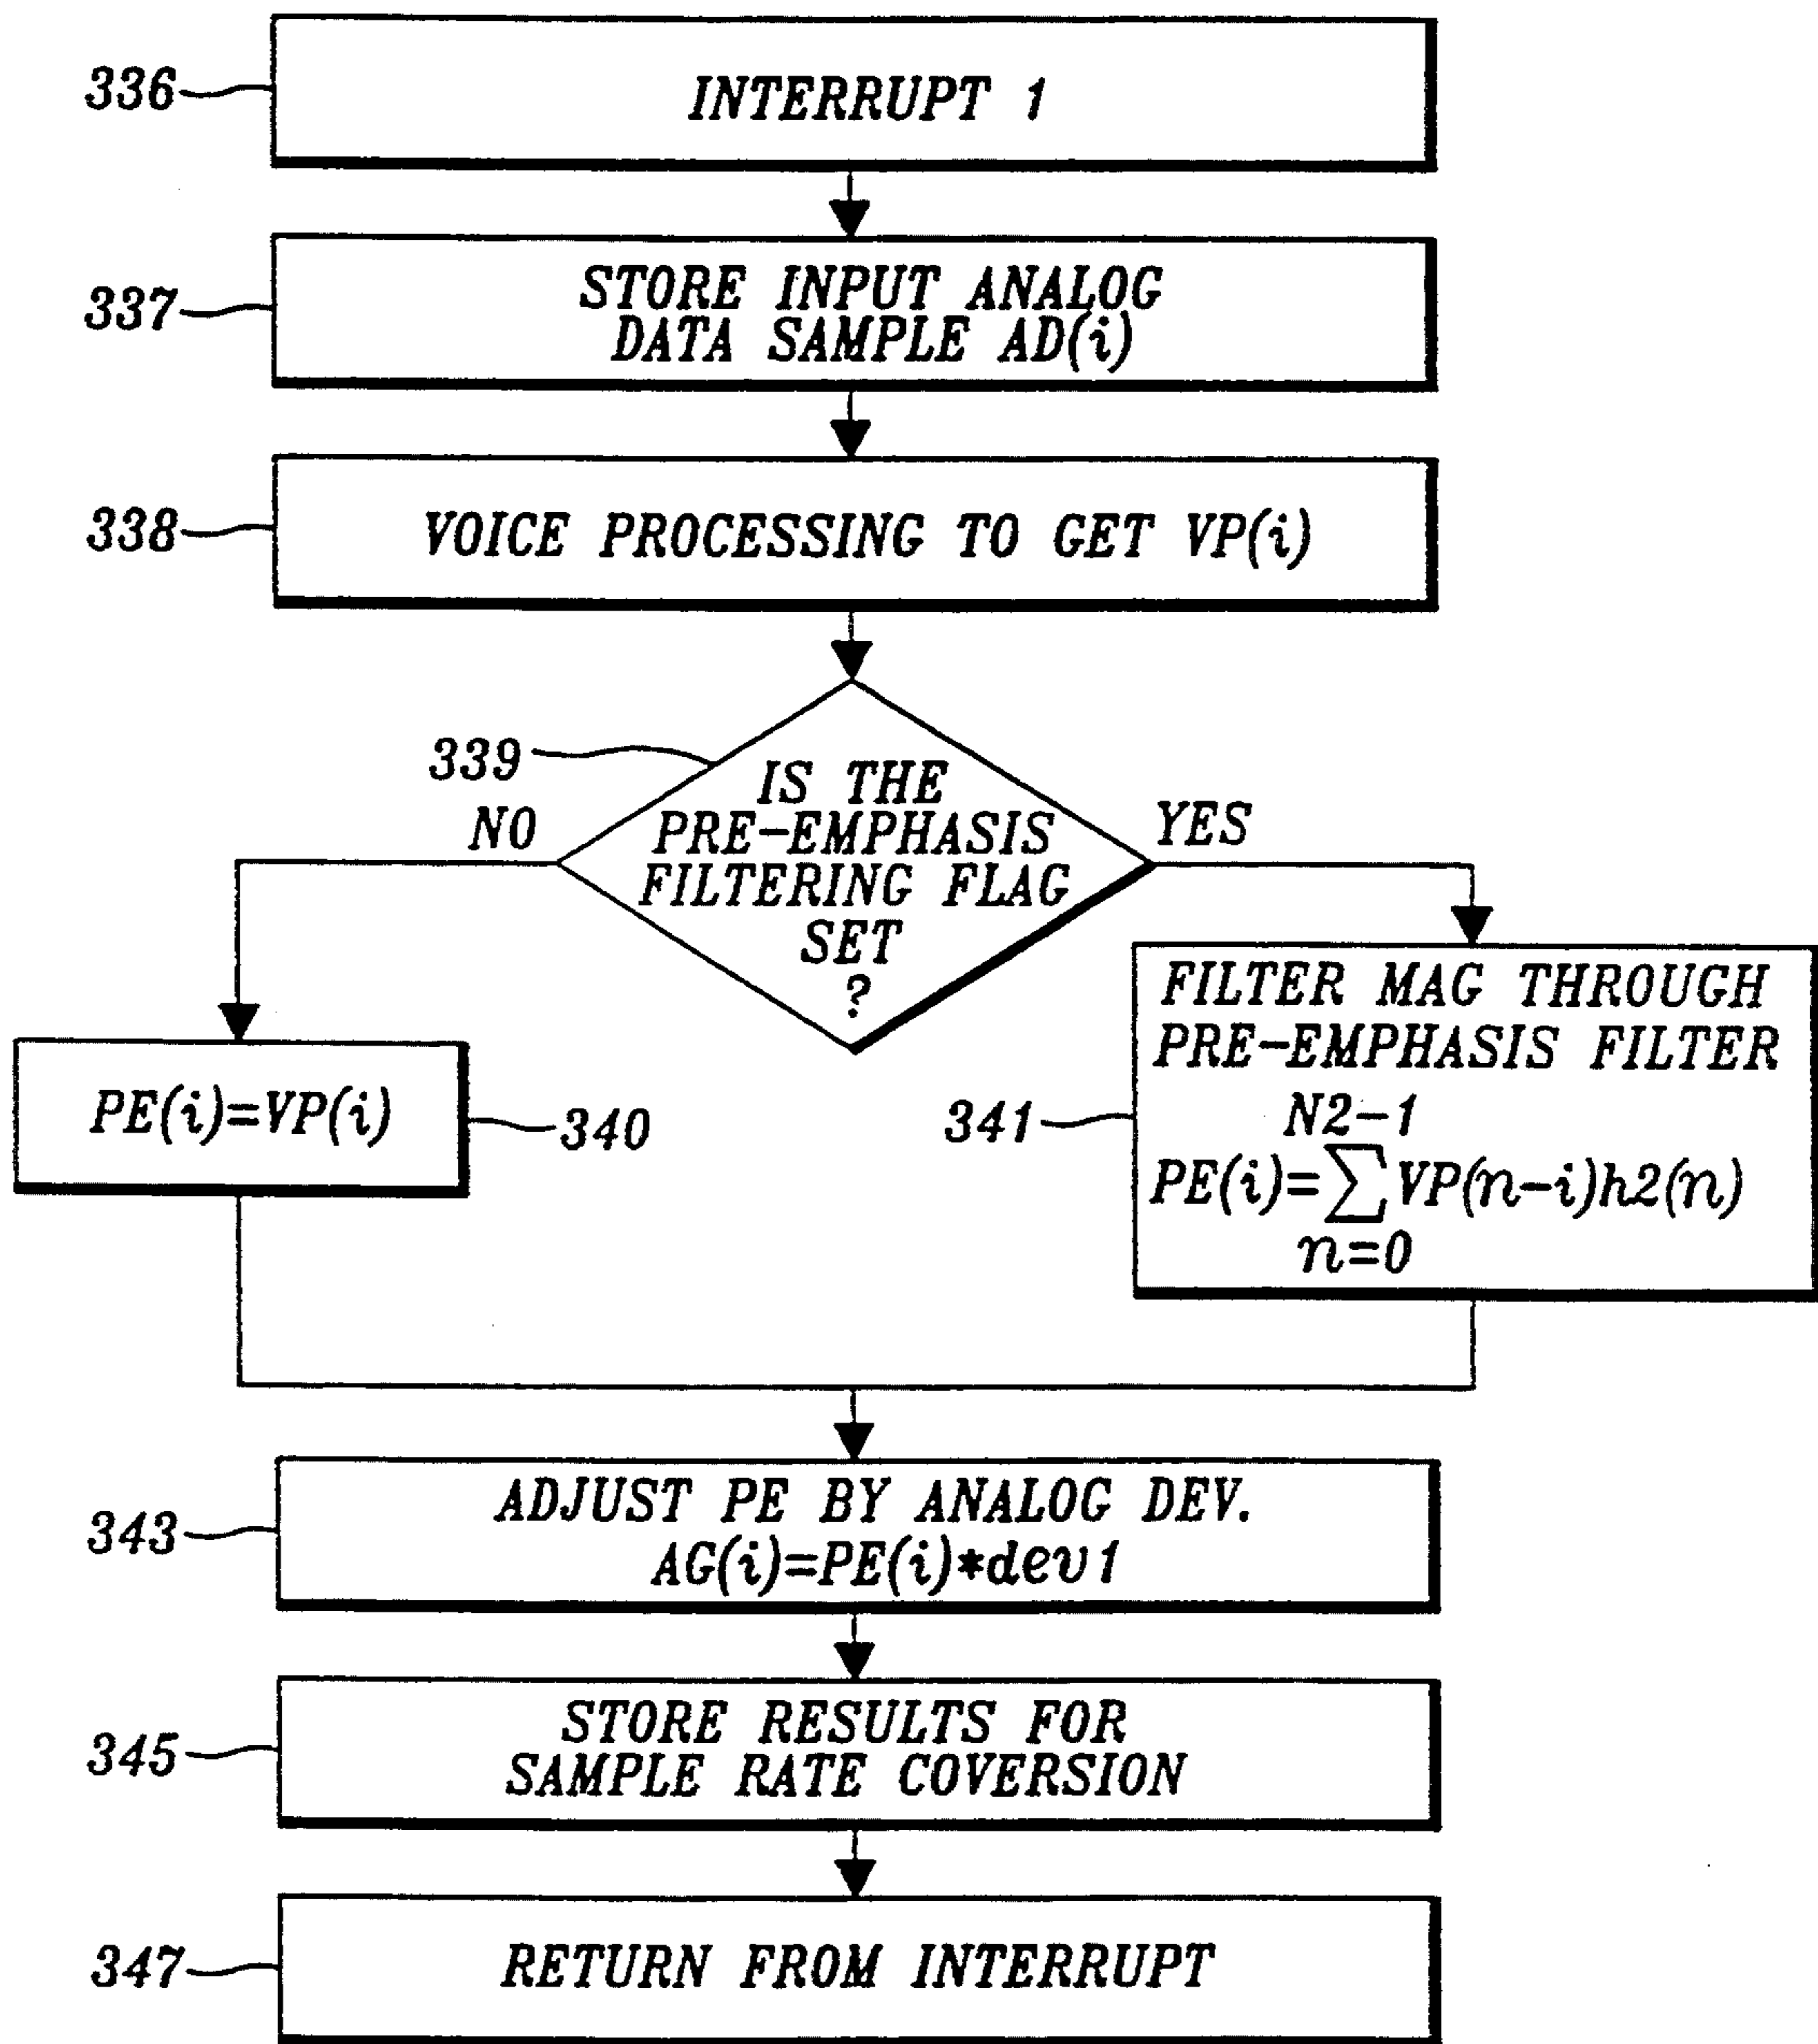 336
INTERRUPT 1
337
STORE INPUT ANALOG
DATA SAMPLE AD(i)
338
VOICE PROCESSING TO GET VP(i)
339
IS THE
PRE-EMPHASIS
FILTERING FLAG
SET
?
NO
YES
PE(i)=VP(i)
340
341
FILTER MAG THROUGH
PRE-EMPHASIS FILTER
N2-1
PE(i)=∑VP(n-i)h2(n)
n=0
343
ADJUST PE BY ANALOG DEV.
AG(i)=PE(i)*dev1
345
STORE RESULTS FOR
SAMPLE RATE COVERSION
347
RETURN FROM INTERRUPT